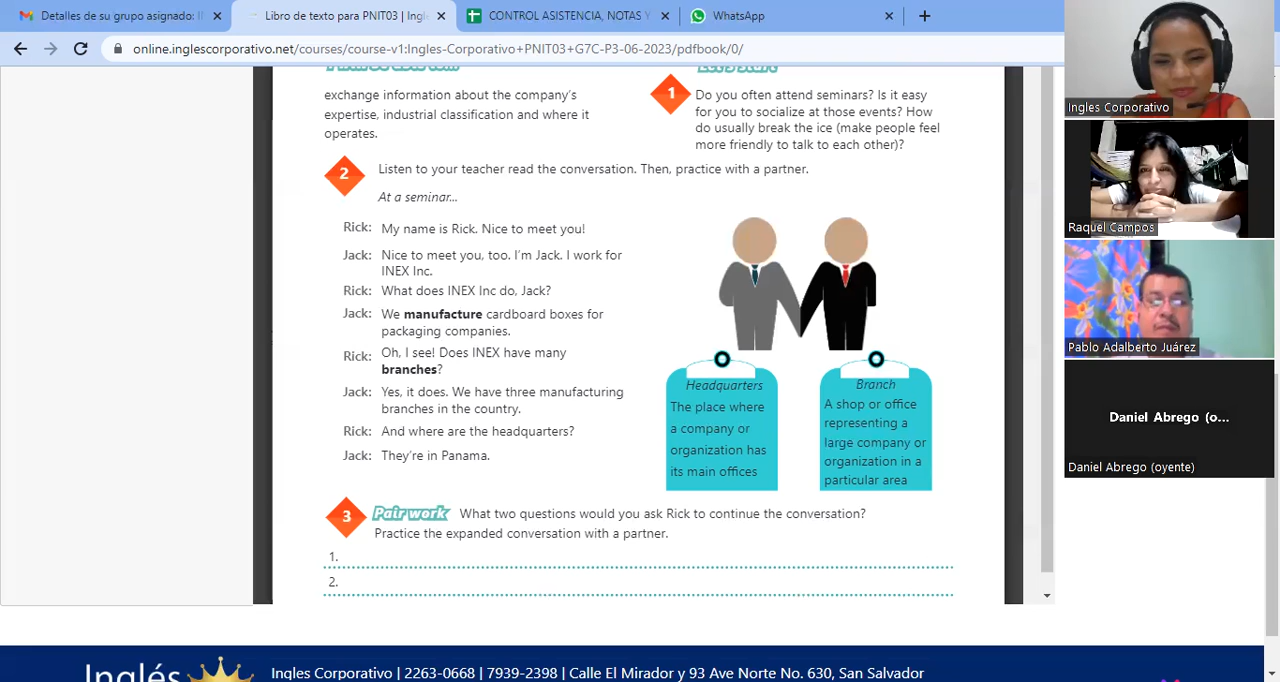 Detalles de su grupo asignado: I
Libro de texto para PNIT03 | Ingl
CONTROL ASISTENCIA, NOTAS Y
WhatsApp
online.inglescorporativo.net/courses/course-v1:Ingles-Corporativo+PNIT03+G7C-P3-06-2023/pdfbook/0/
exchange information about the company's
expertise, industrial classification and where it
operates.
Let's Start
1
Do you often attend seminars? Is it easy
for you to socialize at those events? How
do usually break the ice (make people feel
more friendly to talk to each other)?
2
Listen to your teacher read the conversation. Then, practice with a partner.
At a seminar...
Rick: My name is Rick. Nice to meet you!
Jack: Nice to meet you, too. I'm Jack. I work for
INEX Inc.
Rick: What does INEX Inc do, Jack?
Jack: We manufacture cardboard boxes for
packaging companies.
Rick: Oh, I see! Does INEX have many
branches?
Jack: Yes, it does. We have three manufacturing
branches in the country.
Rick: And where are the headquarters?
Jack: They're in Panama.
Headquarters
The place where
a company or
organization has
its main offices
Branch
A shop or office
representing a
large company or
organization in a
particular area
3
Pair work What two questions would you ask Rick to continue the conversation?
Practice the expanded conversation with a partner.
1.
2.
Inglés
Ingles Corporativo | 2263-0668 | 7939-2398 | Calle El Mirador y 93 Ave Norte No. 630, San Salvador
Ingles Corporativo
Raquel Campos
Pablo Adalberto Juárez
Daniel Abrego (o...
Daniel Abrego (oyente)